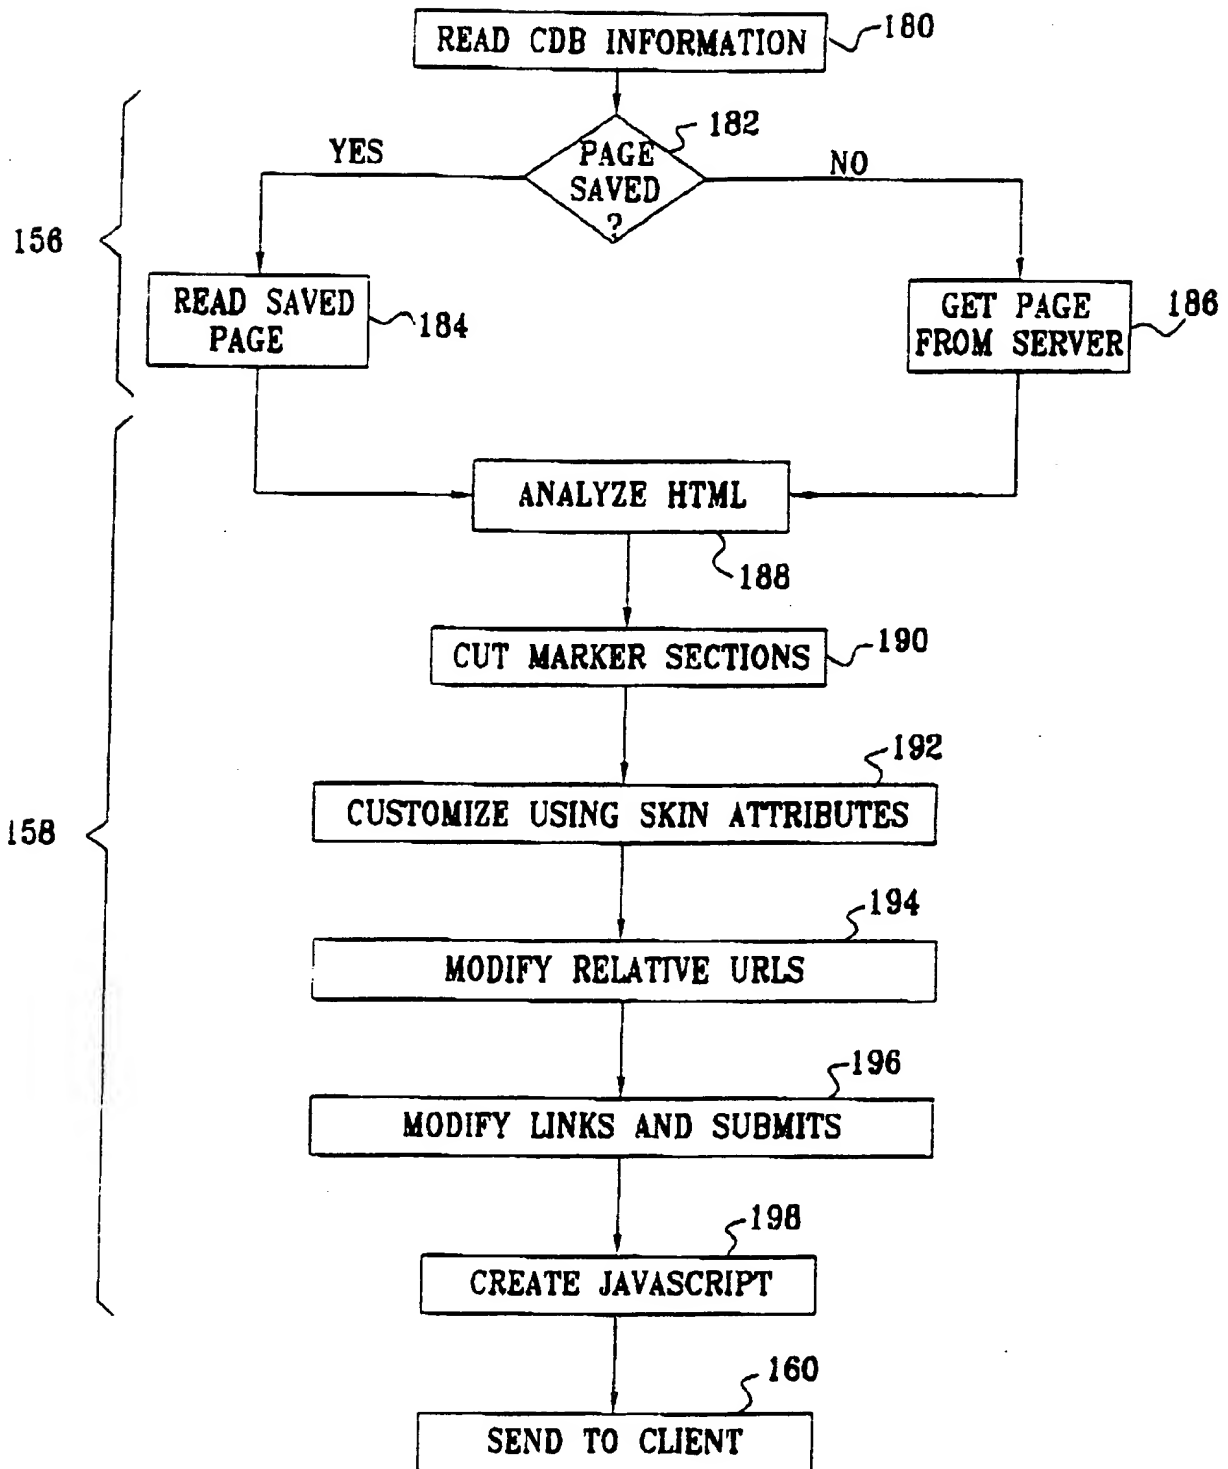 READ CDB INFORMATION
180
182
PAGE
SAVED
?
YES
NO
156
READ SAVED
PAGE
184
GET PAGE
FROM SERVER
186
ANALYZE HTML
188
CUT MARKER SECTIONS
190
192
CUSTOMIZE USING SKIN ATTRIBUTES
158
194
MODIFY RELATIVE URLS
196
MODIFY LINKS AND SUBMITS
198
CREATE JAVASCRIPT
160
SEND TO CLIENT